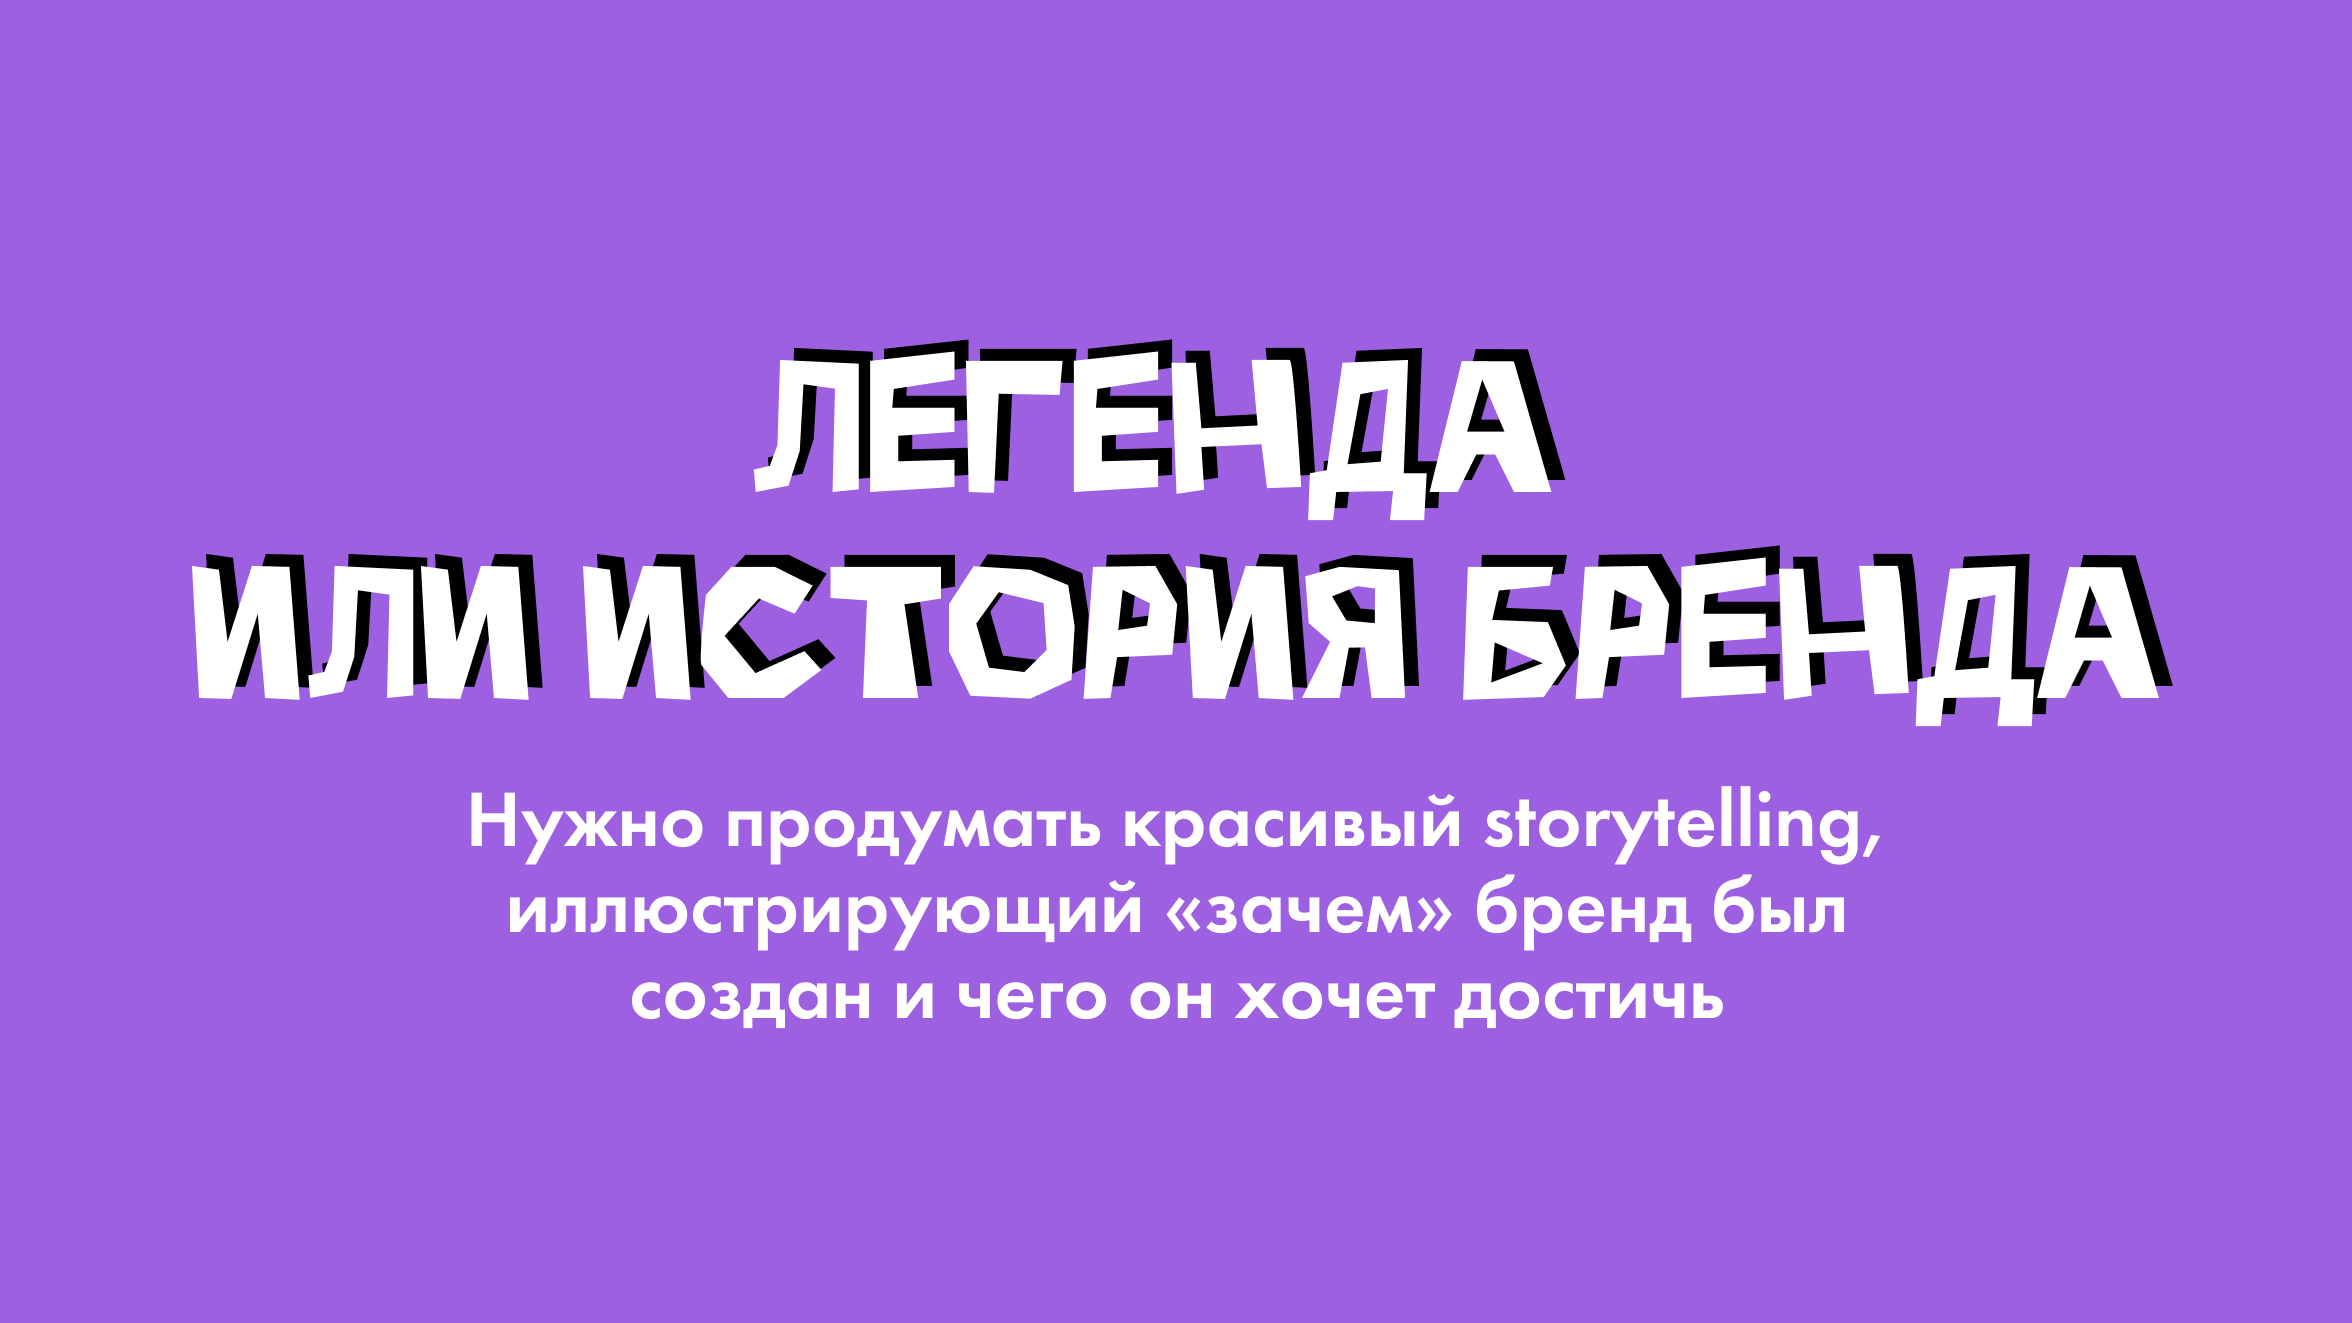 ЛЕГЕНДА
ИЛИ ИСТОРИЯ БРЕНДА
Нужно продумать красивый storytelling,
иллюстрирующий «зачем» бренд был
создан и чего он хочет достичь